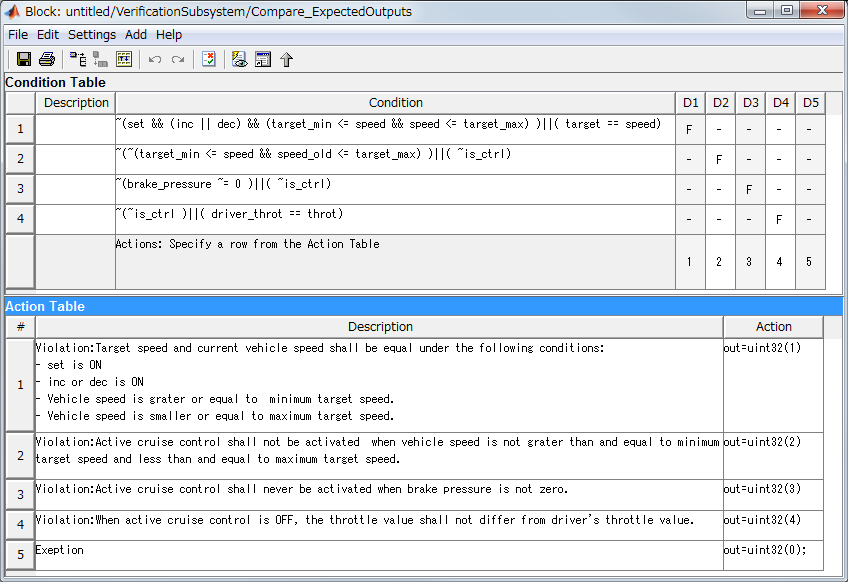 Block: untitled/VerificationSubsystem/Compare_ExpectedOutputs
File Edit Settings Add Help
Condition Table
Description Condition D1 D2 D3 D4 D5
1 ~(set && (inc || dec) && (target_min <= speed && speed <= target_max) )||( target == speed) F - - - -
2 ~(~(target_min <= speed && speed_old <= target_max) )||( ~is_ctrl) - F - - -
3 ~(brake_pressure ~= 0 )||( ~is_ctrl) - - F - -
4 ~(~is_ctrl )||( driver_throt == throt) - - - F -
Actions: Specify a row from the Action Table 1 2 3 4 5
Action Table
# Description Action
1 Violation:Target speed and current vehicle speed shall be equal under the following conditions: out=uint32(1)
- set is ON
- inc or dec is ON
- Vehicle speed is grater or equal to  minimum target speed.
- Vehicle speed is smaller or equal to maximum target speed.
2 Violation:Active cruise control shall not be activated  when vehicle speed is not grater than and equal to minimum out=uint32(2)
target speed and less than and equal to maximum target speed.
3 Violation:Active cruise control shall never be activated when brake pressure is not zero. out=uint32(3)
4 Violation:When active cruise control is OFF, the throttle value shall not differ from driver's throttle value. out=uint32(4)
5 Exeption out=uint32(0);